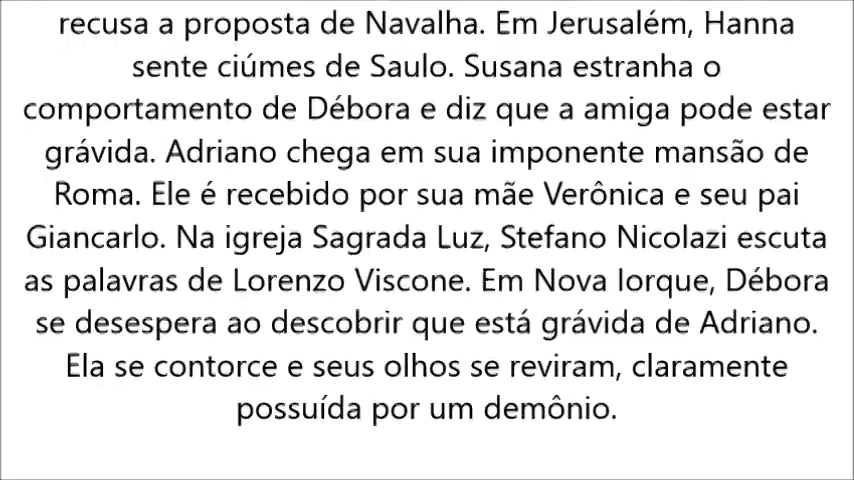 recusa a proposta de Navalha. Em Jerusalém, Hanna
sente ciúmes de Saulo. Susana estranha o
comportamento de Débora e diz que a amiga pode estar
grávida. Adriano chega em sua imponente mansão de
Roma. Ele é recebido por sua mãe Verônica e seu pai
Giancarlo. Na igreja Sagrada Luz, Stefano Nicolazi escuta
as palavras de Lorenzo Viscone. Em Nova Iorque, Débora
se desespera ao descobrir que está grávida de Adriano.
Ela se contorce e seus olhos se reviram, claramente
possuída por um demônio.